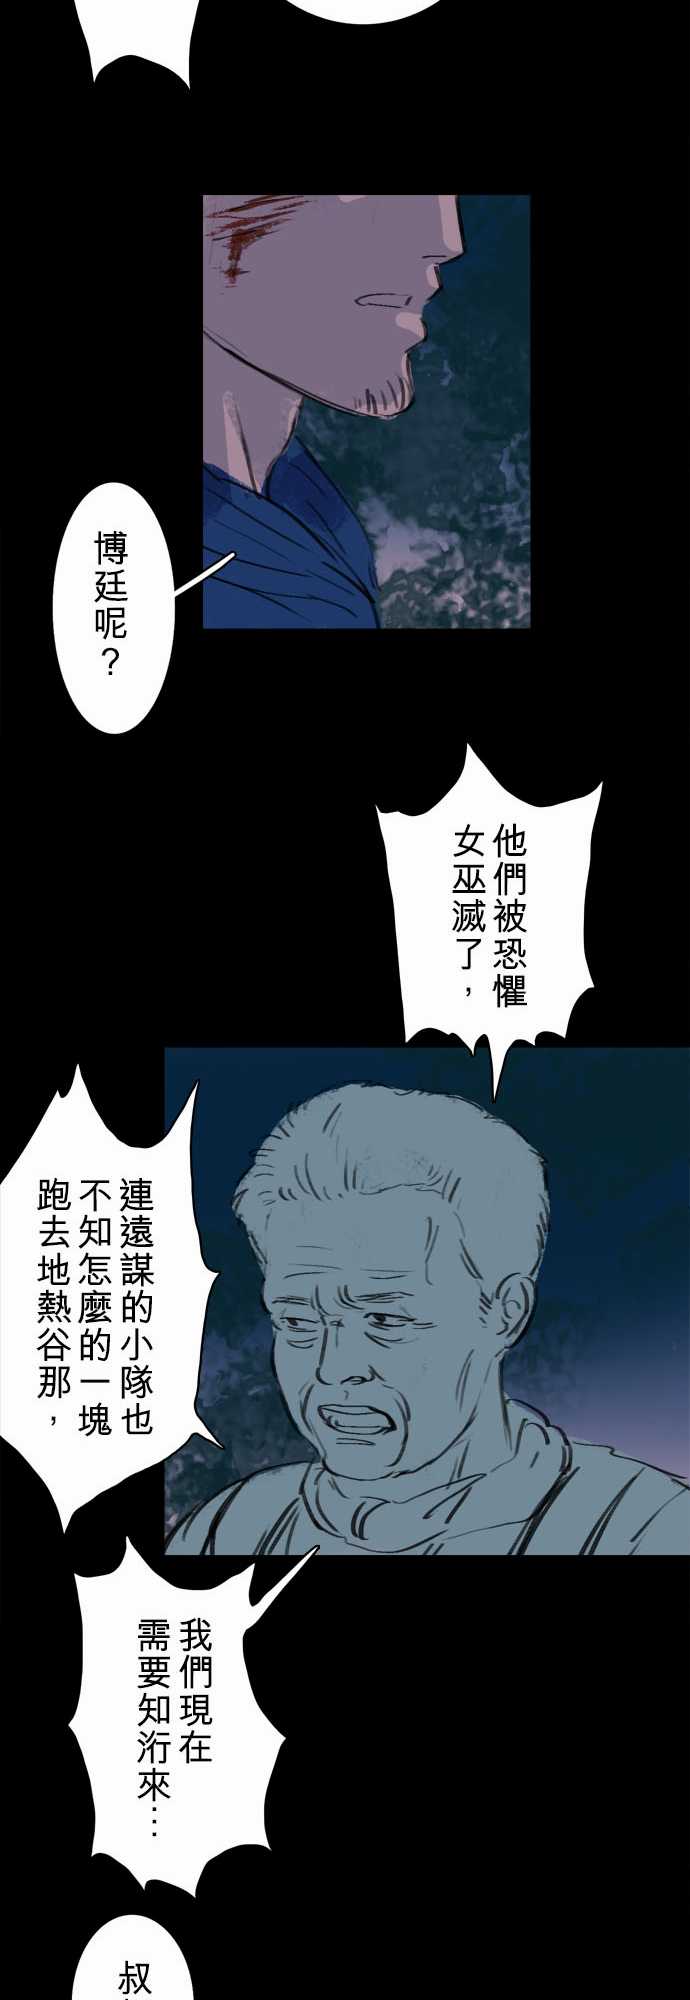 博廷呢？
他們被恐懼
女巫滅了，
連遠謀的小隊也
不知怎麼的一塊
跑去地熱谷那，
我們現在
需要知洐來…
叔